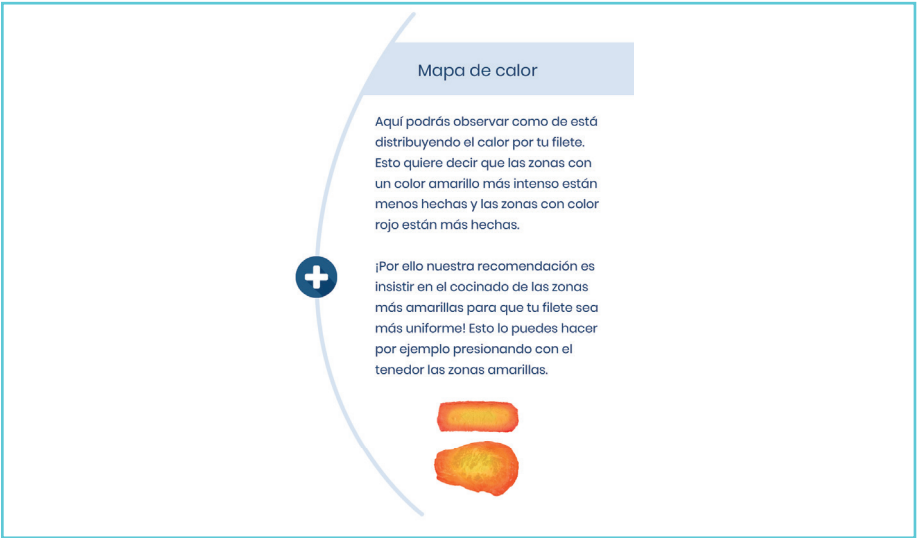 Mapa de calor
Aquí podrás observar como de está
distribuyendo el calor por tu filete.
Esto quiere decir que las zonas con
un color amarillo más intenso están
menos hechas y las zonas con color
rojo están más hechas.
¡Por ello nuestra recomendación es
insistir en el cocinado de las zonas
más amarillas para que tu filete sea
más uniforme! Esto lo puedes hacer
por ejemplo presionando con el
tenedor las zonas amarillas.